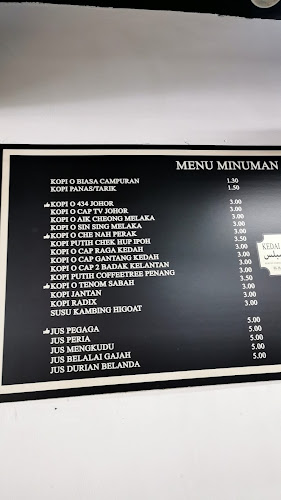 MENU MINUMAN
KOPI O BIASA CAMPURAN 1.30
KOPI PANAS/TARIK 1.50
KOPI O 434 JOHOR 3.00
KOPI O CAP TV JOHOR 3.00
KOPI O AIK CHEONG MELAKA 3.00
KOPI O SIN SING MELAKA 3.00
KOPI O CHE NAH PERAK 3.00
KOPI PUTIH CHEK HUP IPOH 3.50
KOPI O CAP RAGA KEDAH 3.00
KOPI O CAP GANTANG KEDAH 3.00
KOPI O CAP 2 BADAK KELANTAN 3.00
KOPI PUTIH COFFEETREE PENANG 3.50
KOPI O TENOM SABAH 3.00
KOPI JANTAN 3.00
KOPI RADIX 3.00
SUSU KAMBING HIGOAT 3.00
JUS PEGAGA 5.00
JUS PERIA 5.00
JUS MENGKUDU 5.00
JUS BELALAI GAJAH 5.00
JUS DURIAN BELANDA 5.00
KEDAI